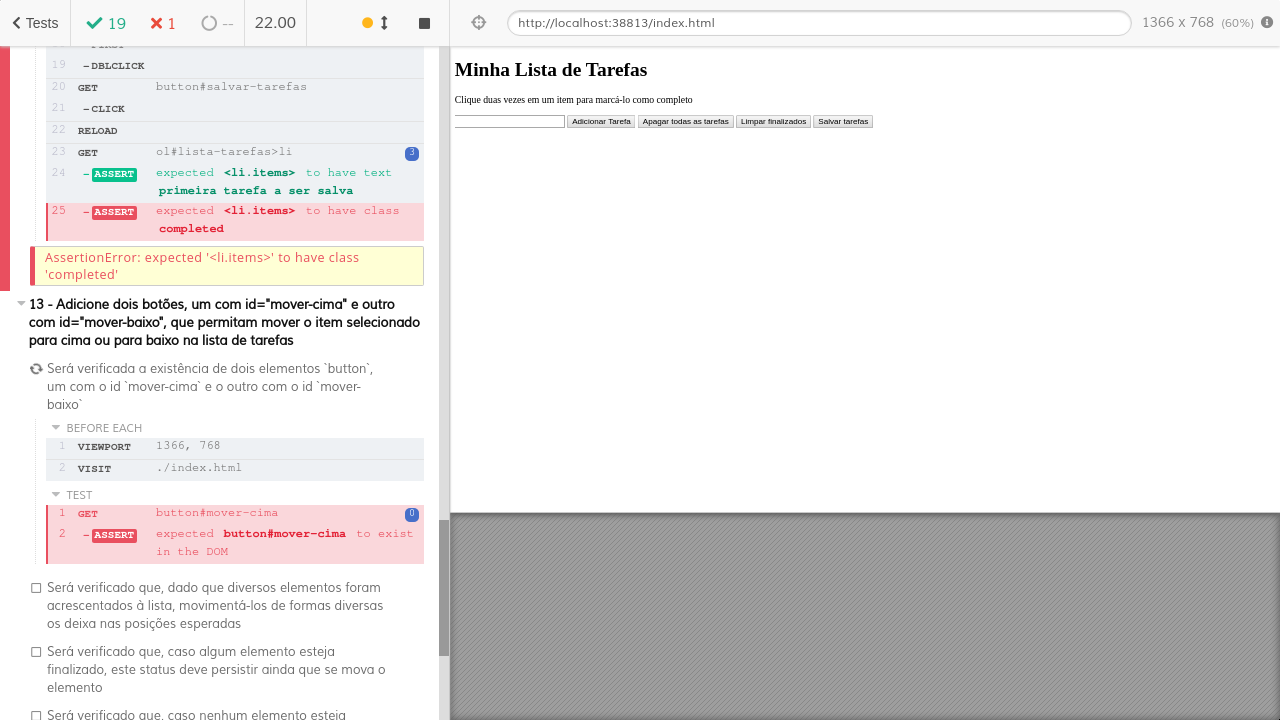 Tests 19 1 -- 22.00 http://localhost:38813/index.html 1366 x 768 (60%)
19 -DBLCLICK
20 GET button#salvar-tarefas
21 -CLICK
22 RELOAD
23 GET ol#lista-tarefas>li 3
24 -ASSERT expected <li.items> to have text
primeira tarefa a ser salva
25 -ASSERT expected <li.items> to have class
completed
AssertionError: expected '<li.items>' to have class
'completed'
13 - Adicione dois botões, um com id="mover-cima" e outro
com id="mover-baixo", que permitam mover o item selecionado
para cima ou para baixo na lista de tarefas
Será verificada a existência de dois elementos `button`,
um com o id `mover-cima` e o outro com o id `mover-
baixo`
BEFORE EACH
1 VIEWPORT 1366, 768
2 VISIT ./index.html
TEST
1 GET button#mover-cima 0
2 -ASSERT expected button#mover-cima to exist
in the DOM
Será verificado que, dado que diversos elementos foram
acrescentados à lista, movimentá-los de formas diversas
os deixa nas posições esperadas
Será verificado que, caso algum elemento esteja
finalizado, este status deve persistir ainda que se mova o
elemento
Será verificado que, caso nenhum elemento esteja
Minha Lista de Tarefas
Clique duas vezes em um item para marcá-lo como completo
Adicionar Tarefa Apagar todas as tarefas Limpar finalizados Salvar tarefas